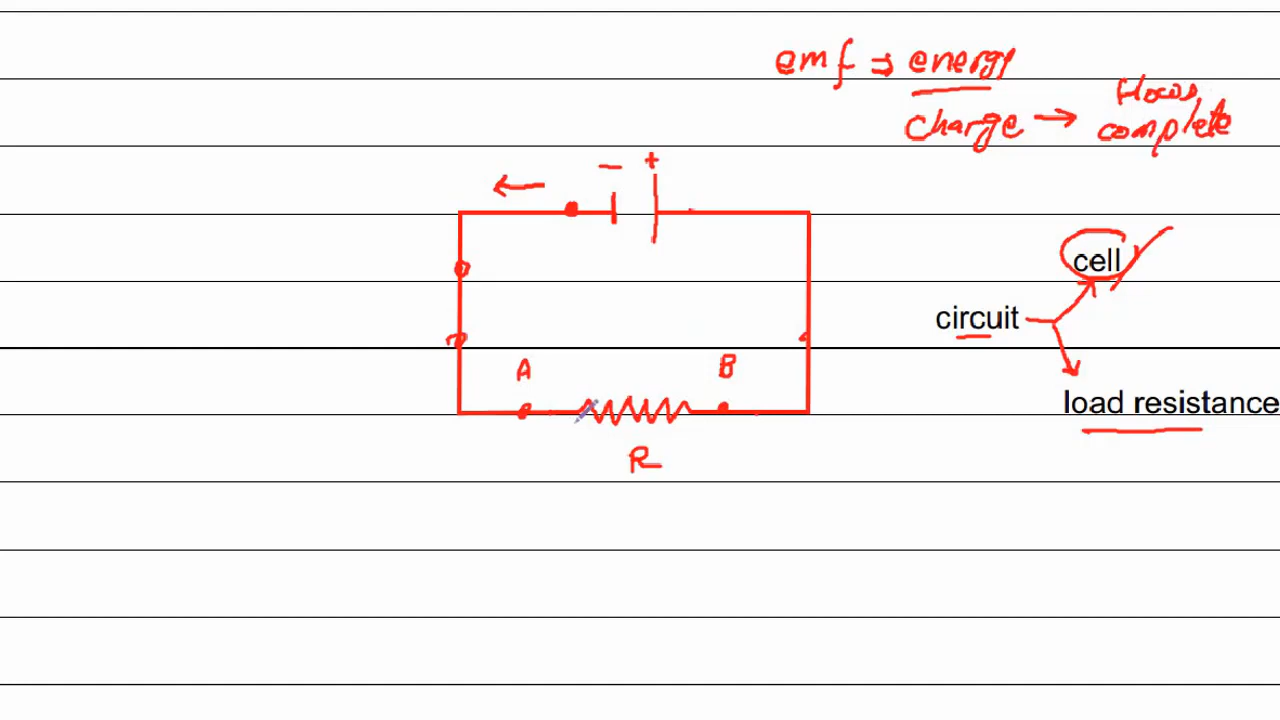 emf ⇒ energy
charge → flows
complete
− +
cell
circuit
A B
load resistance
R